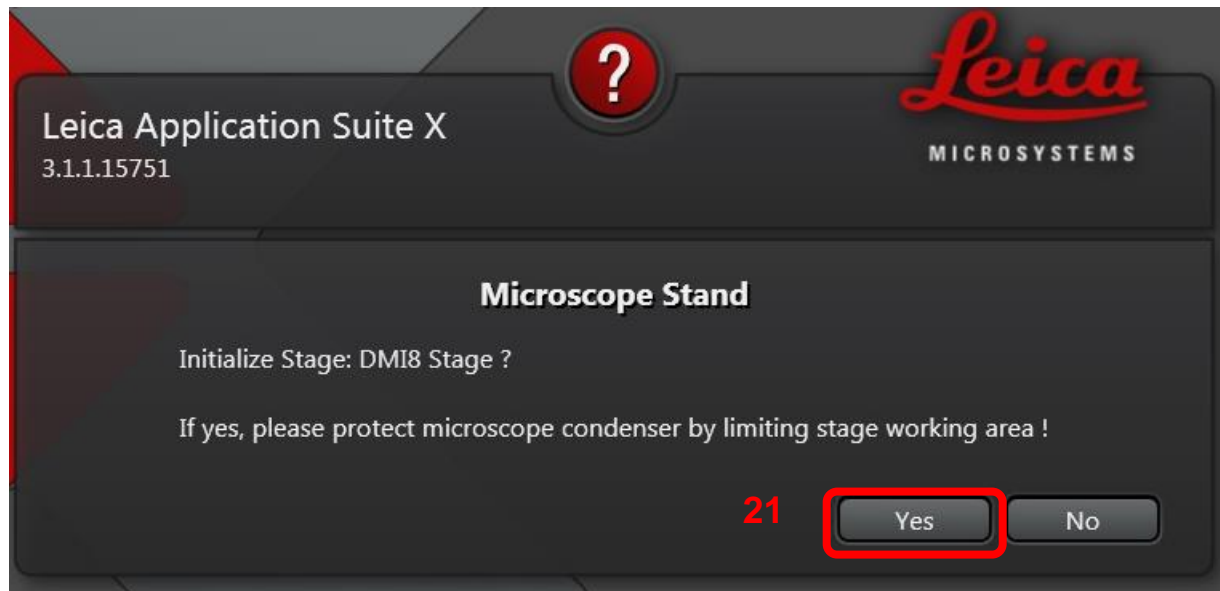 ?
Leica
Leica Application Suite X
MICROSYSTEMS
3.1.1.15751
Microscope Stand
Initialize Stage: DMI8 Stage ?
If yes, please protect microscope condenser by limiting stage working area !
21 Yes No